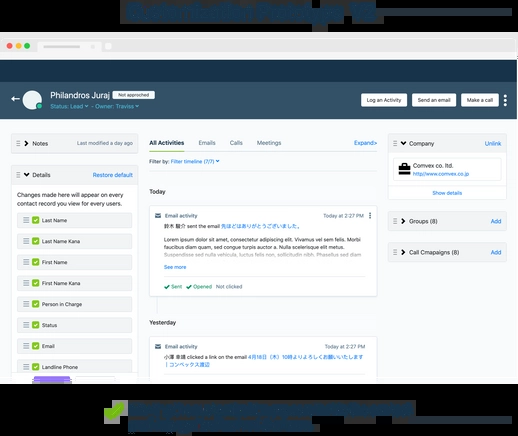 Philandros Juraj
Not approched
Status: Lead
Owner: Traviss
Log an Activity
Send an email
Make a call
Notes
Last modified a day ago
Details
Restore default
Changes made here will appear on every
contact record you view for every users.
Last Name
Last Name Kana
First Name
First Name Kana
Person in Charge
Status
Email
Landline Phone
All Activities
Emails
Calls
Meetings
Expand>
Filter by: Filter timeline (7/7)
Today
Email activity
Today at 2:27 PM
鈴木 駿介 sent the email 先ほどはありがとうございました。
Lorem ipsum dolor sit amet, consectetur adipiscing elit. Vivamus vel sem felis. Morbi
faucibus diam quam, sed congue turpis auctor a. Nulla scelerisque elit metus.
Suspendisse sed nulla vehicula, luctus felis non, sollicitudin nibh. Phasellus sed diam
See more
Sent
Opened
Not clicked
Yesterday
Email activity
Today at 2:27 PM
小澤 幸晴 clicked a link on the email 4月18日（木）10時よりよろしくお願いいたします
｜コンベックス渡辺
Company
Unlink
Comvex co. ltd.
http://www.comvex.co.jp
Show details
Groups (8)
Add
Call Cmapaigns (8)
Add